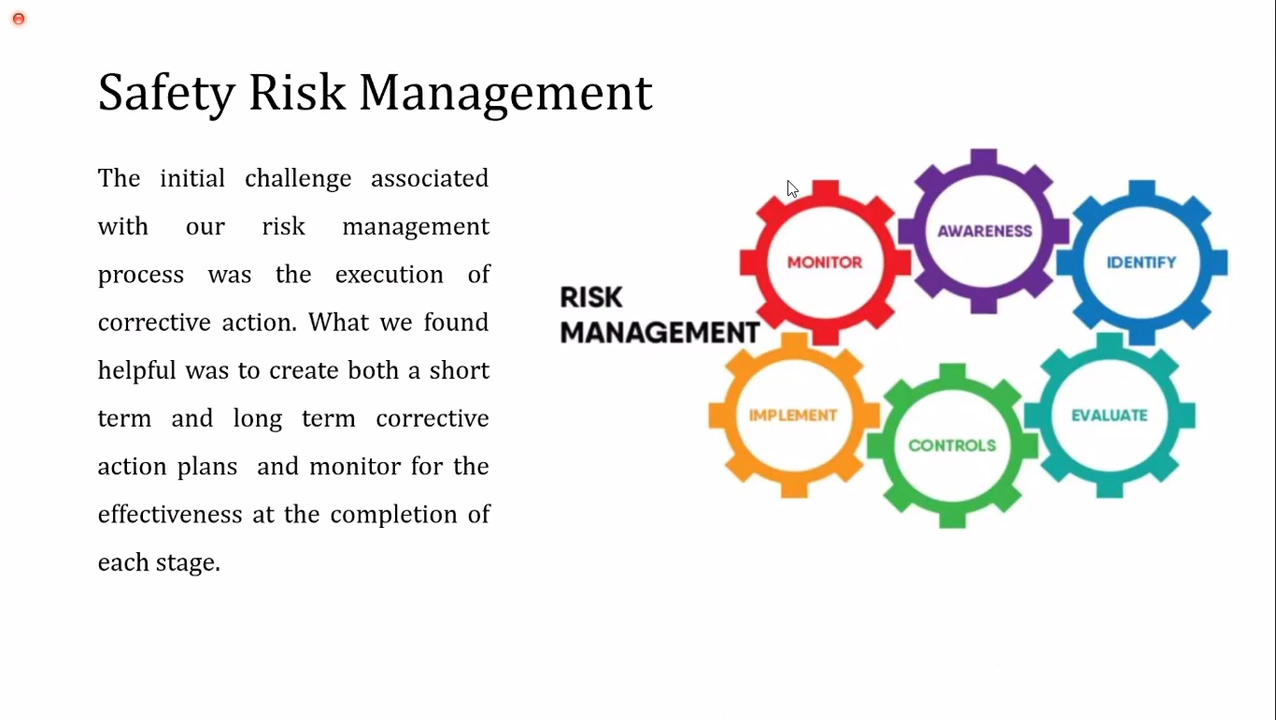 Safety Risk Management
The initial challenge associated
with our risk management
process was the execution of
corrective action. What we found
helpful was to create both a short
term and long term corrective
action plans and monitor for the
effectiveness at the completion of
each stage.
RISK
MANAGEMENT
MONITOR
AWARENESS
IDENTIFY
IMPLEMENT
CONTROLS
EVALUATE